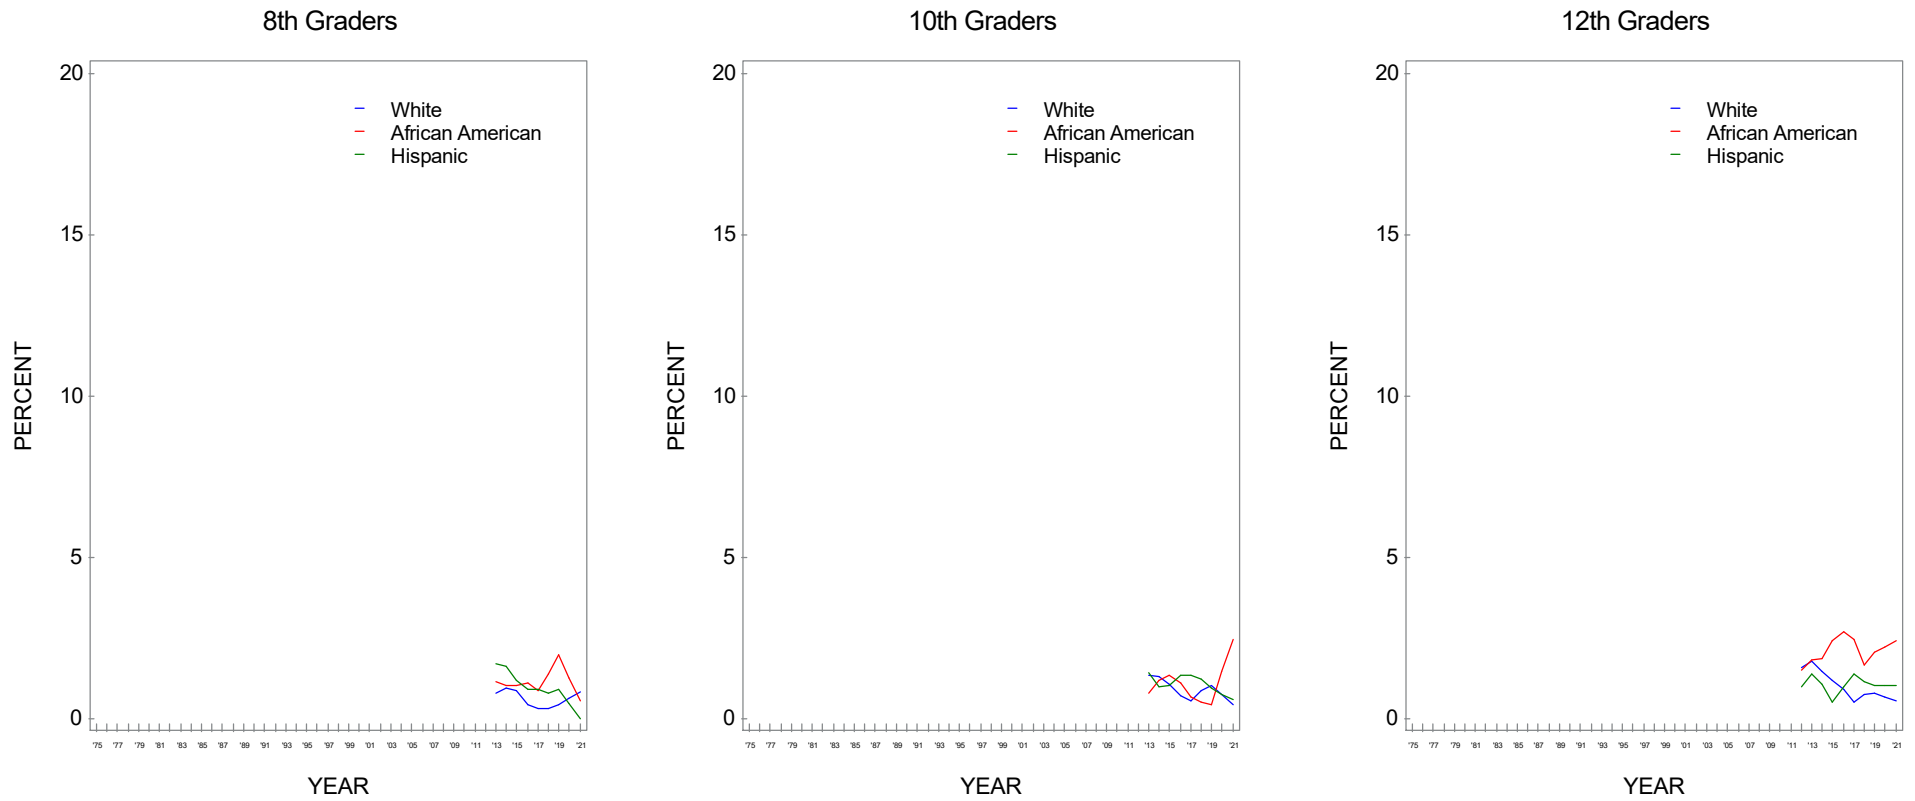 8th Graders
20
15
10
5
0
PERCENT
White
African American
Hispanic
'75 '77 '79 '81 '83 '85 '87 '89 '91 '93 '95 '97 '99 '01 '03 '05 '07 '09 '11 '13 '15 '17 '19 '21
YEAR
10th Graders
20
15
10
5
0
PERCENT
White
African American
Hispanic
'75 '77 '79 '81 '83 '85 '87 '89 '91 '93 '95 '97 '99 '01 '03 '05 '07 '09 '11 '13 '15 '17 '19 '21
YEAR
12th Graders
20
15
10
5
0
PERCENT
White
African American
Hispanic
'75 '77 '79 '81 '83 '85 '87 '89 '91 '93 '95 '97 '99 '01 '03 '05 '07 '09 '11 '13 '15 '17 '19 '21
YEAR